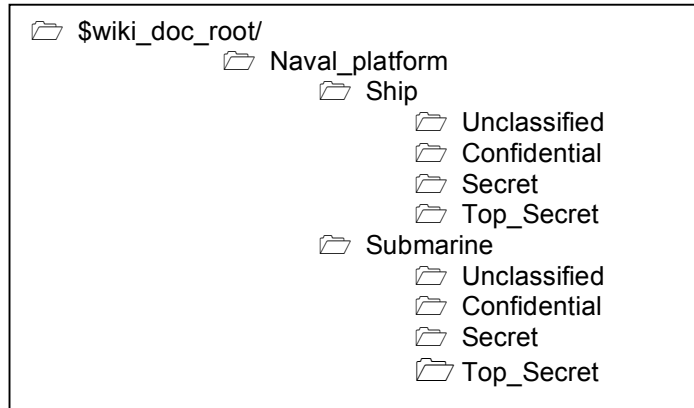 $wiki_doc_root/
Naval_platform
Ship
Unclassified
Confidential
Secret
Top_Secret
Submarine
Unclassified
Confidential
Secret
Top_Secret